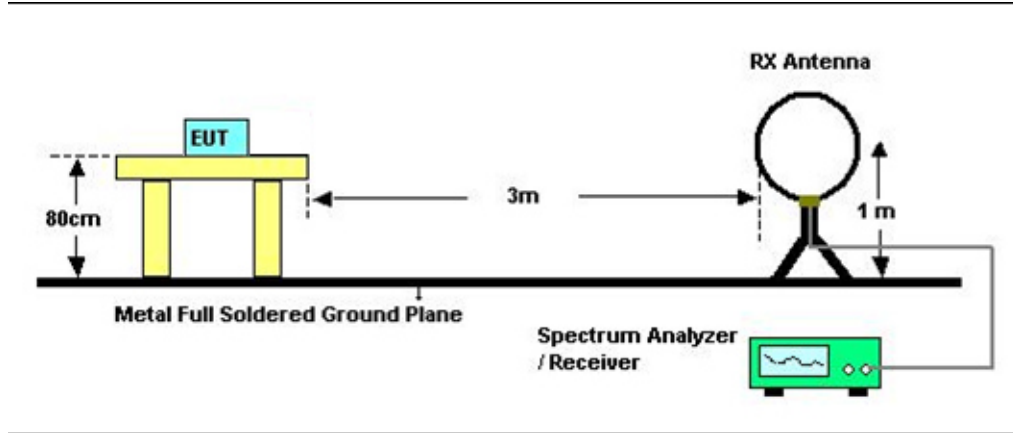 RX Antenna
EUT
3m
80cm
1 m
Metal Full Soldered Ground Plane
Spectrum Analyzer
/ Receiver